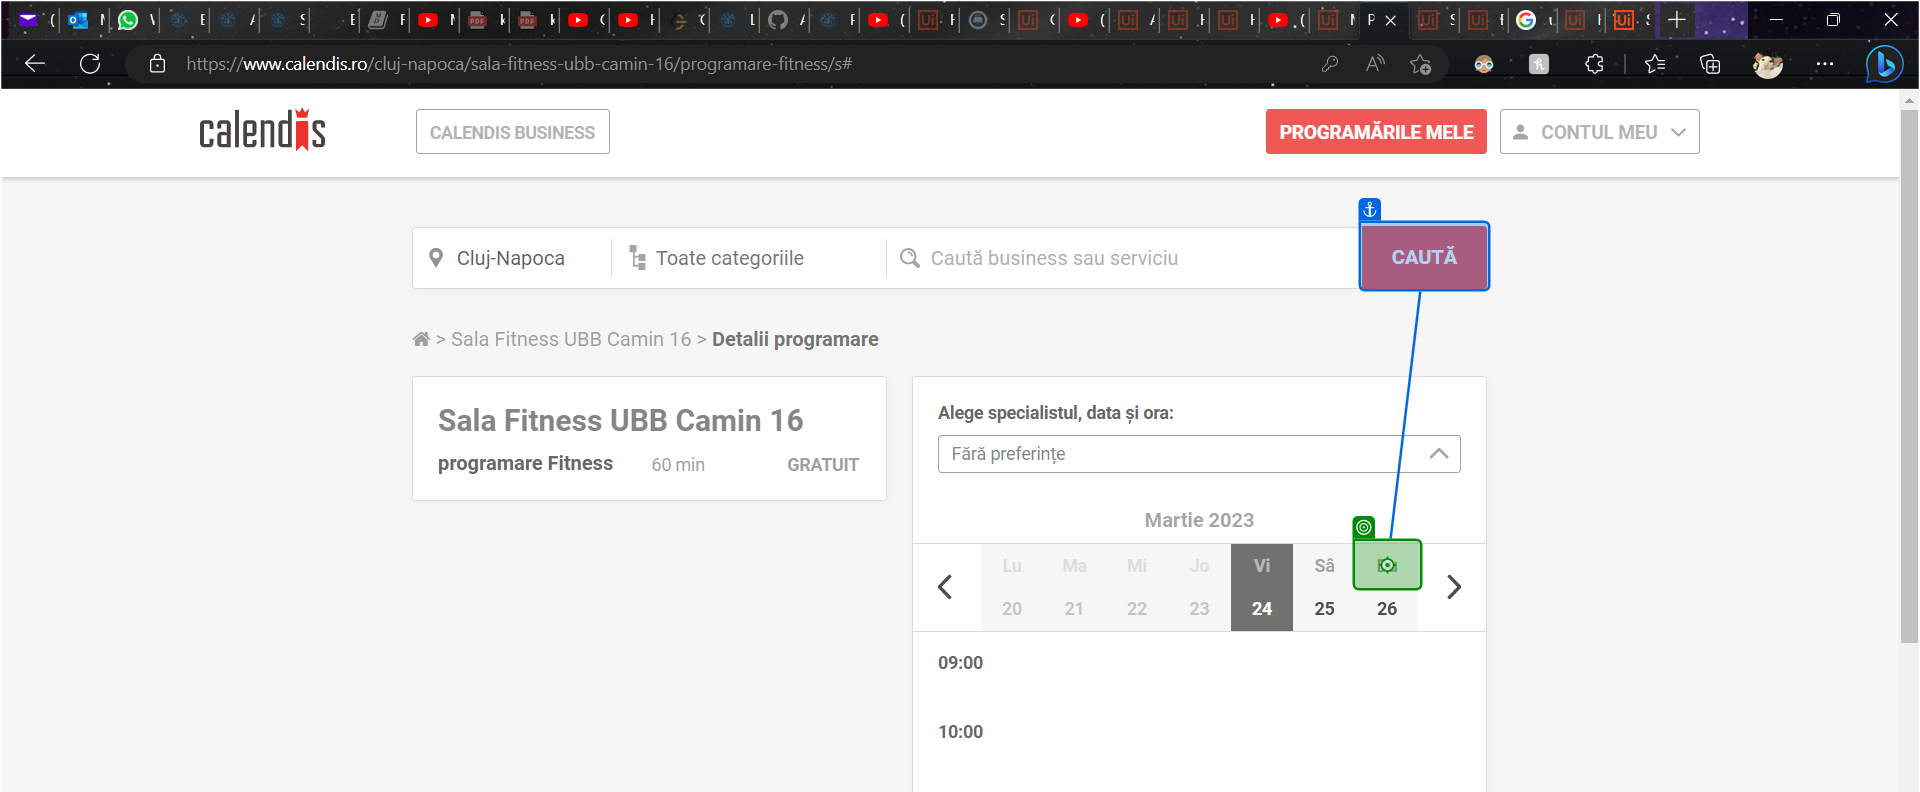 https://www.calendis.ro/cluj-napoca/sala-fitness-ubb-camin-16/programare-fitness/s#
calendis
CALENDIS BUSINESS
PROGRAMĂRILE MELE
CONTUL MEU
Cluj-Napoca
Toate categoriile
Caută business sau serviciu
CAUTĂ
> Sala Fitness UBB Camin 16 > Detalii programare
Sala Fitness UBB Camin 16
programare Fitness 60 min GRATUIT
Alege specialistul, data și ora:
Fără preferințe
Martie 2023
Lu Ma Mi Jo Vi Sâ
20 21 22 23 24 25 26
09:00
10:00